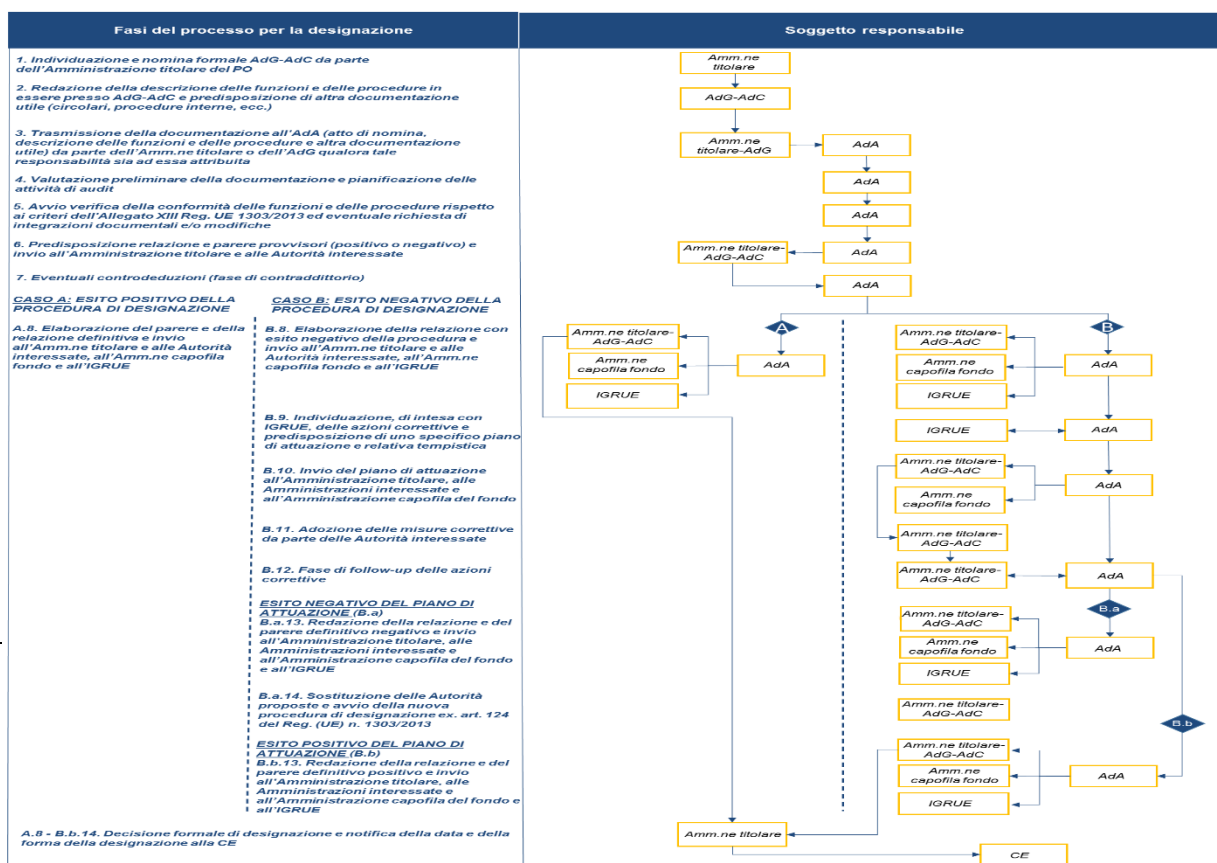 Fasi del processo per la designazione
Soggetto responsabile
1. Individuazione e nomina formale AdG-AdC da parte
dell'Amministrazione titolare del PO
2. Redazione della descrizione delle funzioni e delle procedure in
essere presso AdG-AdC e predisposizione di altra documentazione
utile (circolari, procedure interne, ecc.)
3. Trasmissione della documentazione all'AdA (atto di nomina,
descrizione delle funzioni e delle procedure e altra documentazione
utile) da parte dell'Amm.ne titolare o dell'AdG qualora tale
responsabilità sia ad essa attribuita
4. Valutazione preliminare della documentazione e pianificazione delle
attività di audit
5. Avvio verifica della conformità delle funzioni e delle procedure rispetto
ai criteri dell'Allegato XIII Reg. UE 1303/2013 ed eventuale richiesta di
integrazioni documentali e/o modifiche
6. Predisposizione relazione e parere provvisori (positivo o negativo) e
invio all'Amministrazione titolare e alle Autorità interessate
7. Eventuali controdeduzioni (fase di contraddittorio)
CASO A: ESITO POSITIVO DELLA
PROCEDURA DI DESIGNAZIONE
A.8. Elaborazione del parere e della
relazione definitiva e invio
all'Amm.ne titolare e alle Autorità
interessate, all'Amm.ne capofila
fondo e all'IGRUE
CASO B: ESITO NEGATIVO DELLA
PROCEDURA DI DESIGNAZIONE
B.8. Elaborazione della relazione con
esito negativo della procedura e
invio all'Amm.ne titolare e alle
Autorità interessate, all'Amm.ne
capofila fondo e all'IGRUE
B.9. Individuazione, di intesa con
IGRUE, delle azioni correttive e
predisposizione di uno specifico piano
di attuazione e relativa tempistica
B.10. Invio del piano di attuazione
all'Amministrazione titolare, alle
Amministrazioni interessate e
all'Amministrazione capofila del fondo
B.11. Adozione delle misure correttive
da parte delle Autorità interessate
B.12. Fase di follow-up delle azioni
correttive
ESITO NEGATIVO DEL PIANO DI
ATTUAZIONE (B.a)
B.a.13. Redazione della relazione e del
parere definitivo negativo e invio
all'Amministrazione titolare, alle
Amministrazioni interessate e
all'Amministrazione capofila del fondo
e all'IGRUE
B.a.14. Sostituzione delle Autorità
proposte e avvio della nuova
procedura di designazione ex. art. 124
del Reg. (UE) n. 1303/2013
ESITO POSITIVO DEL PIANO DI
ATTUAZIONE (B.b)
B.b.13. Redazione della relazione e del
parere definitivo positivo e invio
all'Amministrazione titolare, alle
Amministrazioni interessate e
all'Amministrazione capofila del fondo e
all'IGRUE
A.8 - B.b.14. Decisione formale di designazione e notifica della data e della
forma della designazione alla CE
Amm.ne
titolare
AdG-AdC
Amm.ne
titolare-AdG
AdA
AdA
AdA
Amm.ne titolare-
AdG-AdC
AdA
AdA
A
Amm.ne titolare-
AdG-AdC
Amm.ne
capofila fondo
AdA
IGRUE
B
Amm.ne titolare-
AdG-AdC
Amm.ne
capofila fondo
AdA
IGRUE
IGRUE
AdA
Amm.ne titolare-
AdG-AdC
AdA
Amm.ne
capofila fondo
Amm.ne titolare-
AdG-AdC
Amm.ne titolare-
AdG-AdC
AdA
B.a
Amm.ne titolare-
AdG-AdC
Amm.ne
capofila fondo
AdA
IGRUE
Amm.ne titolare-
AdG-AdC
B.b
Amm.ne titolare-
AdG-AdC
Amm.ne
capofila fondo
AdA
IGRUE
Amm.ne titolare
CE